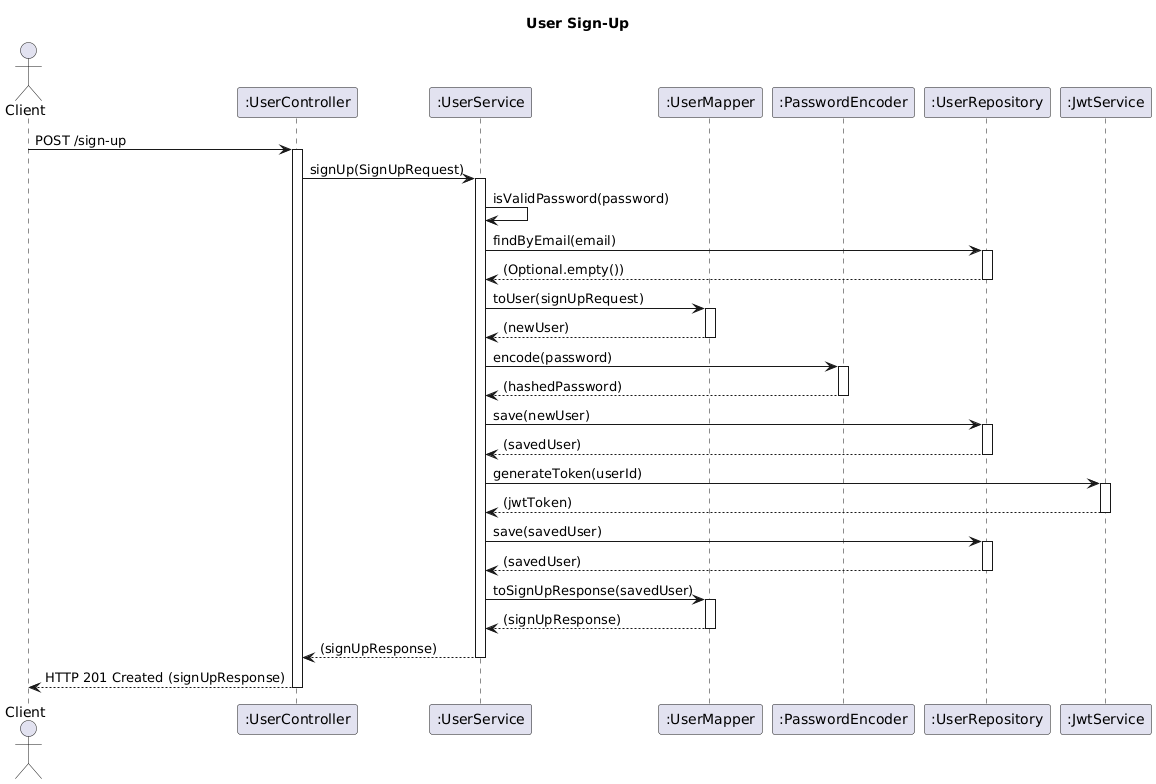 User Sign-Up
Client
:UserController
:UserService
:UserMapper
:PasswordEncoder
:UserRepository
:JwtService
POST /sign-up
signUp(SignUpRequest)
isValidPassword(password)
findByEmail(email)
(Optional.empty())
toUser(signUpRequest)
(newUser)
encode(password)
(hashedPassword)
save(newUser)
(savedUser)
generateToken(userId)
(jwtToken)
save(savedUser)
(savedUser)
toSignUpResponse(savedUser)
(signUpResponse)
(signUpResponse)
HTTP 201 Created (signUpResponse)
Client
:UserController
:UserService
:UserMapper
:PasswordEncoder
:UserRepository
:JwtService